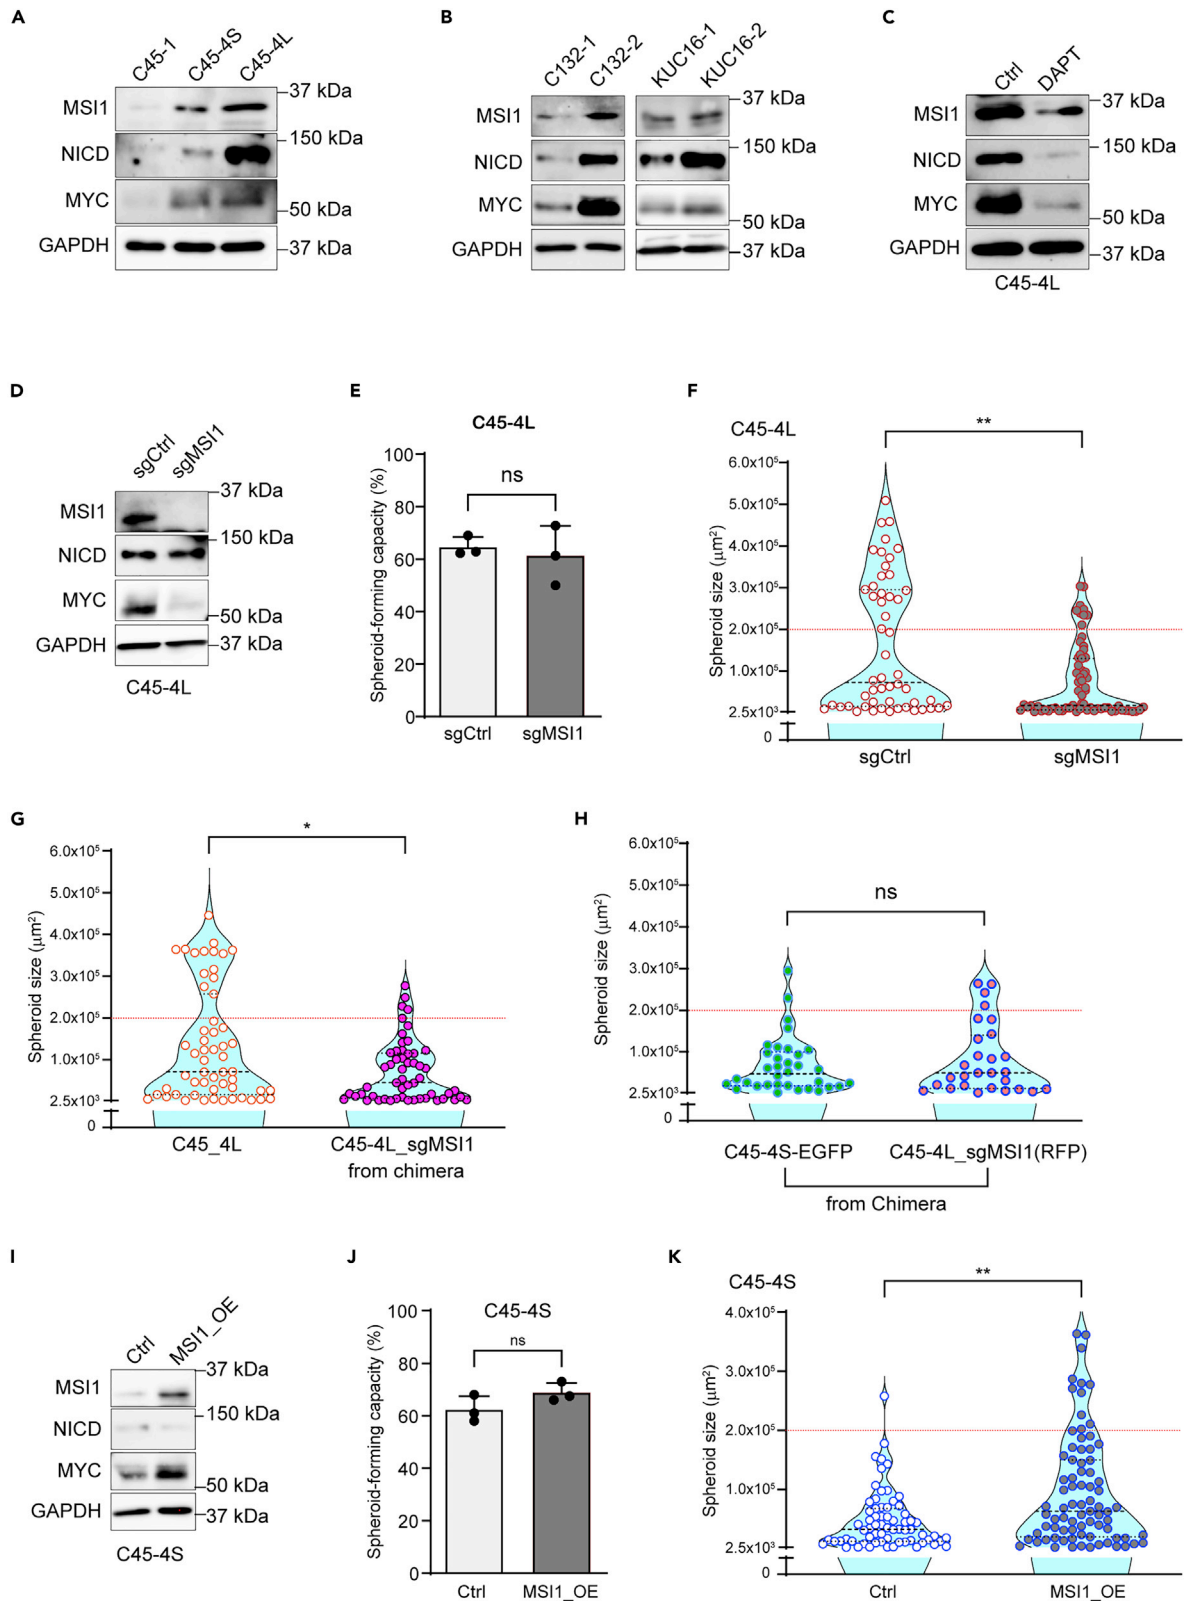 A
C45-1 C45-4S C45-4L
MSI1
37 kDa
NICD
150 kDa
MYC
50 kDa
GAPDH
37 kDa
B
C132-1 C132-2 KUC16-1 KUC16-2
MSI1
37 kDa
NICD
150 kDa
MYC
50 kDa
GAPDH
37 kDa
C
Ctrl DAPT
MSI1
37 kDa
NICD
150 kDa
MYC
50 kDa
GAPDH
37 kDa
C45-4L
D
sgCtrl sgMSI1
MSI1
37 kDa
NICD
150 kDa
MYC
50 kDa
GAPDH
37 kDa
C45-4L
E
C45-4L
Spheroid-forming capacity (%)
100
80
60
40
20
0
ns
sgCtrl sgMSI1
F
C45-4L
**
Spheroid size (μm²)
6.0x10⁵
5.0x10⁵
4.0x10⁵
3.0x10⁵
2.0x10⁵
1.0x10⁵
2.5x10³
0
sgCtrl sgMSI1
G
*
Spheroid size (μm²)
6.0x10⁵
5.0x10⁵
4.0x10⁵
3.0x10⁵
2.0x10⁵
1.0x10⁵
2.5x10³
0
C45_4L C45-4L_sgMSI1
from chimera
H
ns
Spheroid size (μm²)
6.0x10⁵
5.0x10⁵
4.0x10⁵
3.0x10⁵
2.0x10⁵
1.0x10⁵
2.5x10³
0
C45-4S-EGFP C45-4L_sgMSI1(RFP)
from Chimera
I
Ctrl MSI1_OE
MSI1
37 kDa
NICD
150 kDa
MYC
50 kDa
GAPDH
37 kDa
C45-4S
J
C45-4S
Spheroid-forming capacity (%)
100
80
60
40
20
0
ns
Ctrl MSI1_OE
K
C45-4S
**
Spheroid size (μm²)
4.0x10⁵
3.0x10⁵
2.0x10⁵
1.0x10⁵
2.5x10³
0
Ctrl MSI1_OE